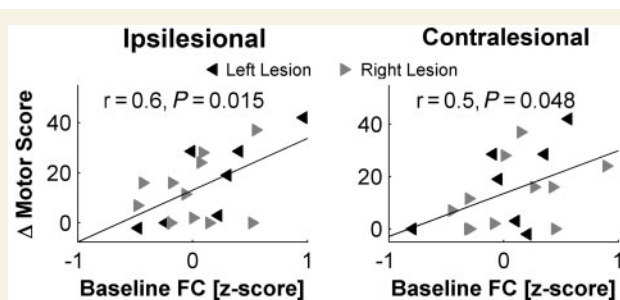 Ipsilesional Contralesional
Left Lesion Right Lesion
r = 0.6, P = 0.015 r = 0.5, P = 0.048
Δ Motor Score
40
20
0
-1 0 1
Baseline FC [z-score]
40
20
0
-1 0 1
Baseline FC [z-score]